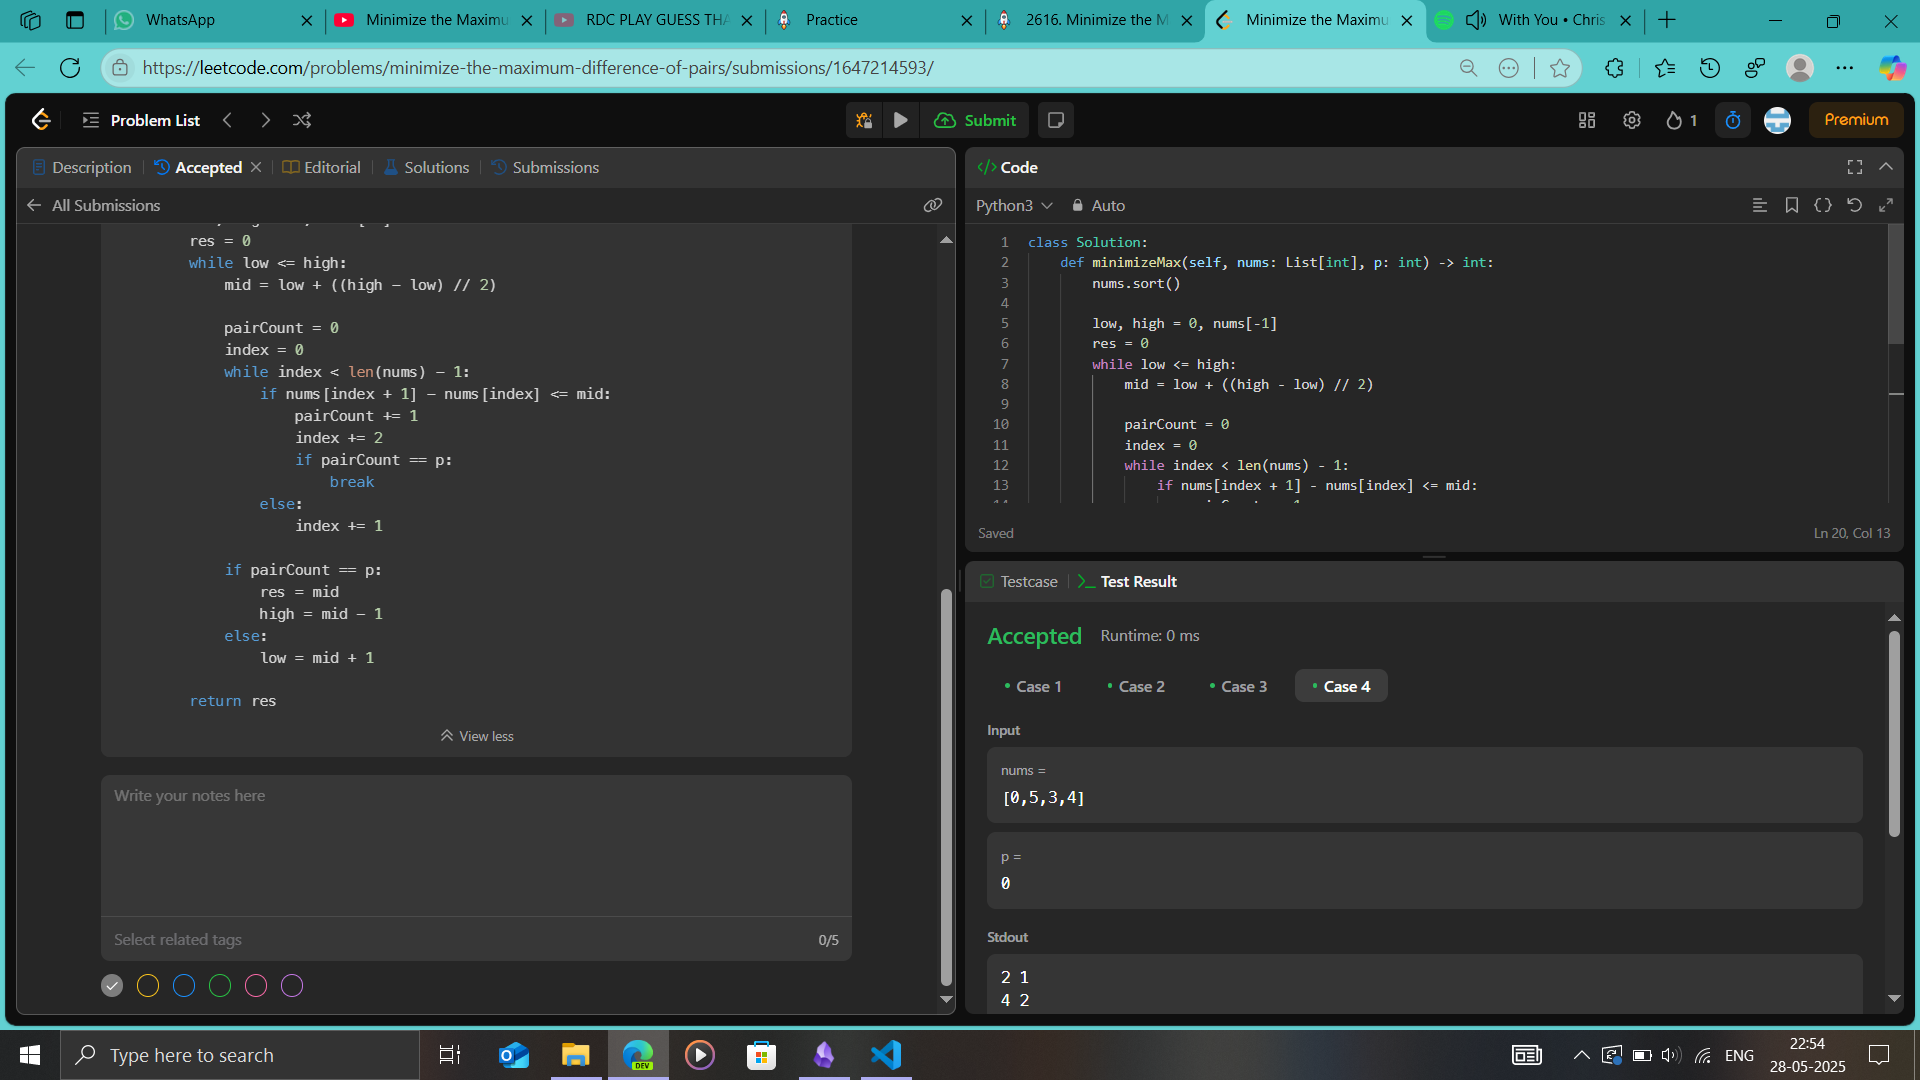 WhatsApp
Minimize the Maximu
RDC PLAY GUESS THA
Practice
2616. Minimize the M
Minimize the Maximu
With You • Chris
https://leetcode.com/problems/minimize-the-maximum-difference-of-pairs/submissions/1647214593/
Problem List
Submit
1
Premium
Description
Accepted
Editorial
Solutions
Submissions
All Submissions
res = 0
while low <= high:
mid = low + ((high - low) // 2)
pairCount = 0
index = 0
while index < len(nums) - 1:
if nums[index + 1] - nums[index] <= mid:
pairCount += 1
index += 2
if pairCount == p:
break
else:
index += 1
if pairCount == p:
res = mid
high = mid - 1
else:
low = mid + 1
return res
View less
Write your notes here
Select related tags
0/5
</> Code
Python3
Auto
1 class Solution:
2 def minimizeMax(self, nums: List[int], p: int) -> int:
3 nums.sort()
4
5 low, high = 0, nums[-1]
6 res = 0
7 while low <= high:
8 mid = low + ((high - low) // 2)
9
10 pairCount = 0
11 index = 0
12 while index < len(nums) - 1:
13 if nums[index + 1] - nums[index] <= mid:
Saved
Ln 20, Col 13
Testcase
Test Result
Accepted
Runtime: 0 ms
Case 1
Case 2
Case 3
Case 4
Input
nums =
[0,5,3,4]
p =
0
Stdout
2 1
4 2
Type here to search
DEV
ENG
22:54
28-05-2025